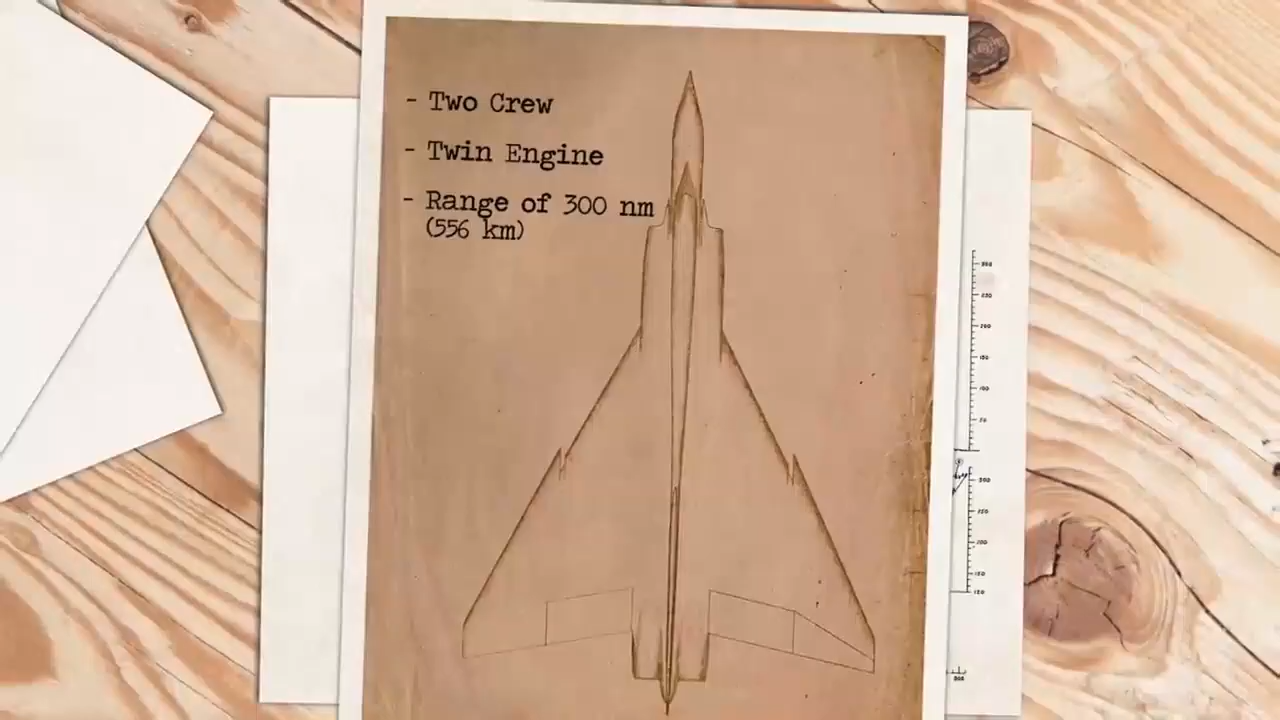 - Two Crew
- Twin Engine
- Range of 300 nm
(556 km)